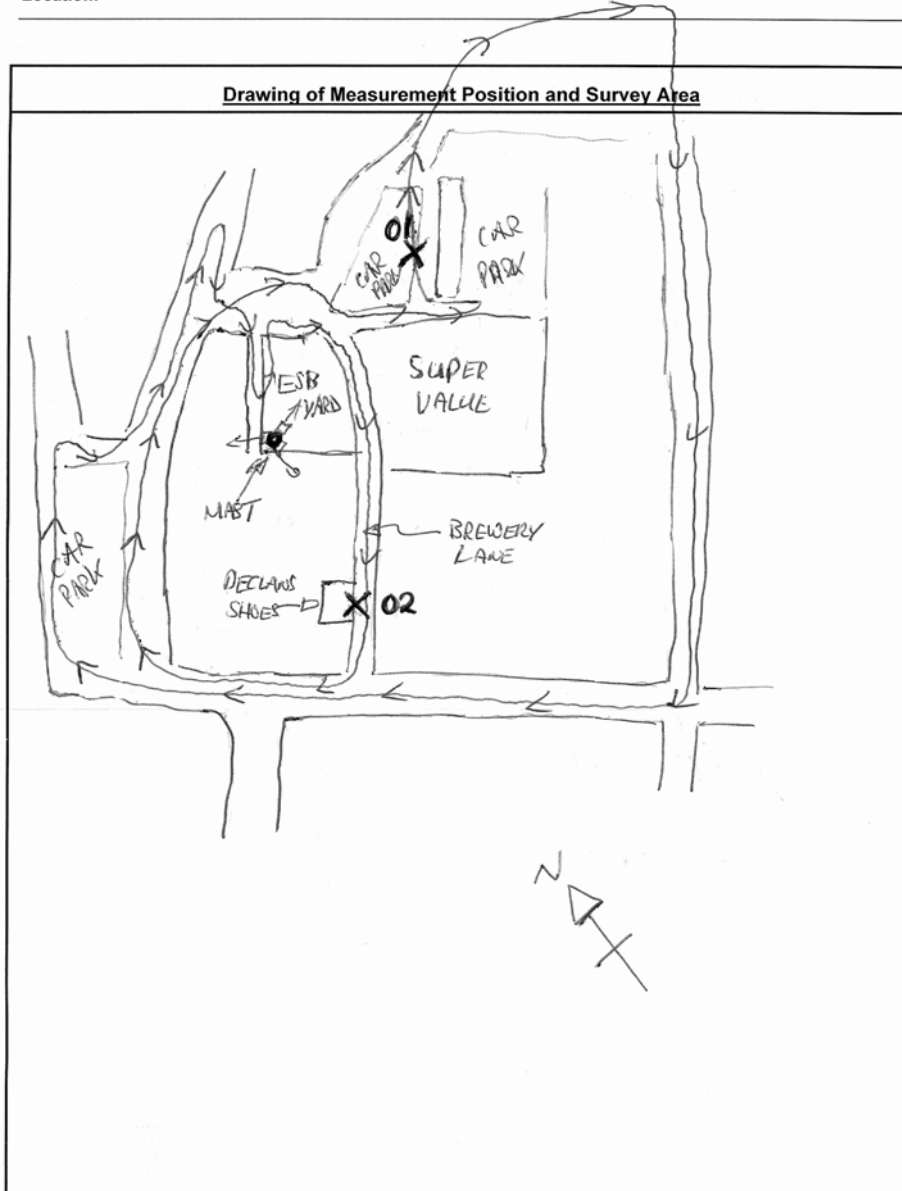 Drawing of Measurement Position and Survey Area
01
CAR
PARK
CAR
PARK
SUPER
VALUE
ESB
YARD
MAST
BREWERY
LANE
CAR
PARK
DECLANS
SHOES
02
N